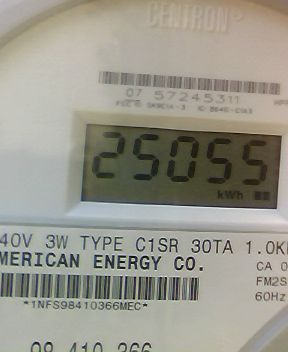 CENTRON®
07 57245311
25055
kWh
40V 3W TYPE C1SR 30TA 1.0K
MERICAN ENERGY CO.
CA 0
FM2S
60Hz
*1NFS98410366MEC*
98 410 366